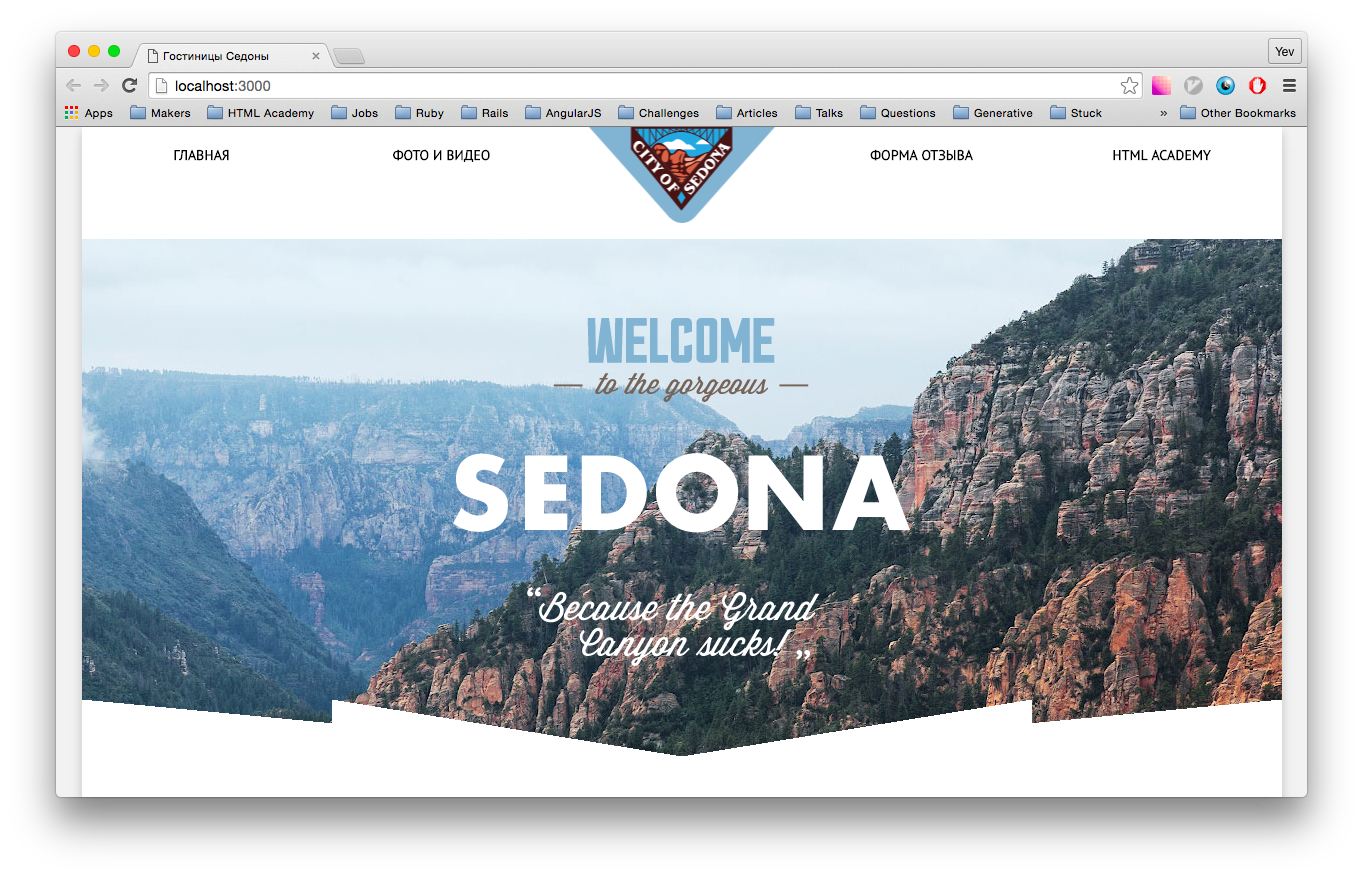 Гостиницы Седоны
Yev
localhost:3000
Apps Makers HTML Academy Jobs Ruby Rails AngularJS Challenges Articles Talks Questions Generative Stuck » Other Bookmarks
ГЛАВНАЯ ФОТО И ВИДЕО CITY OF SEDONA ФОРМА ОТЗЫВА HTML ACADEMY
WELCOME
— to the gorgeous —
SEDONA
“Because the Grand
Canyon sucks! „